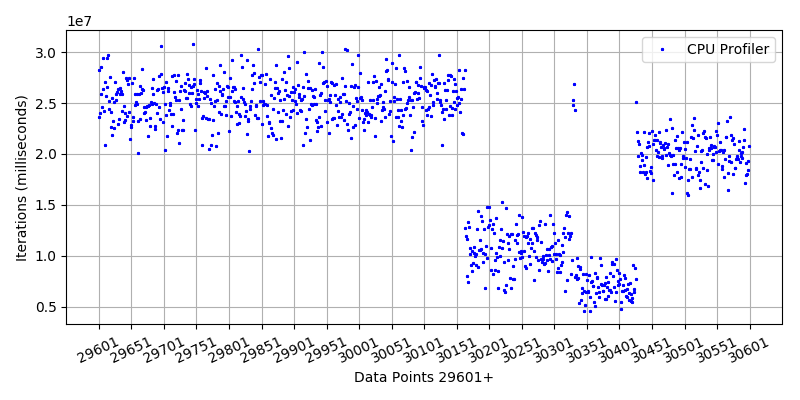 1e7
CPU Profiler
3.0
2.5
2.0
1.5
1.0
0.5
Iterations (milliseconds)
29601 29651 29701 29751 29801 29851 29901 29951 30001 30051 30101 30151 30201 30251 30301 30351 30401 30451 30501 30551 30601
Data Points 29601+